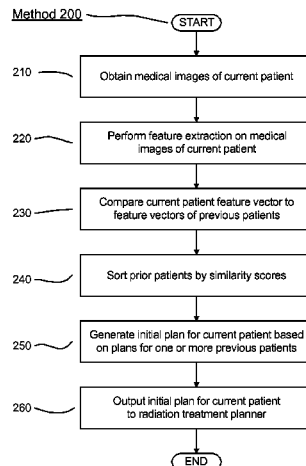 Method 200
START
210
Obtain medical images of current patient
220
Perform feature extraction on medical
images of current patient
230
Compare current patient feature vector to
feature vectors of previous patients
240
Sort prior patients by similarity scores
250
Generate initial plan for current patient based
on plans for one or more previous patients
260
Output initial plan for current patient
to radiation treatment planner
END